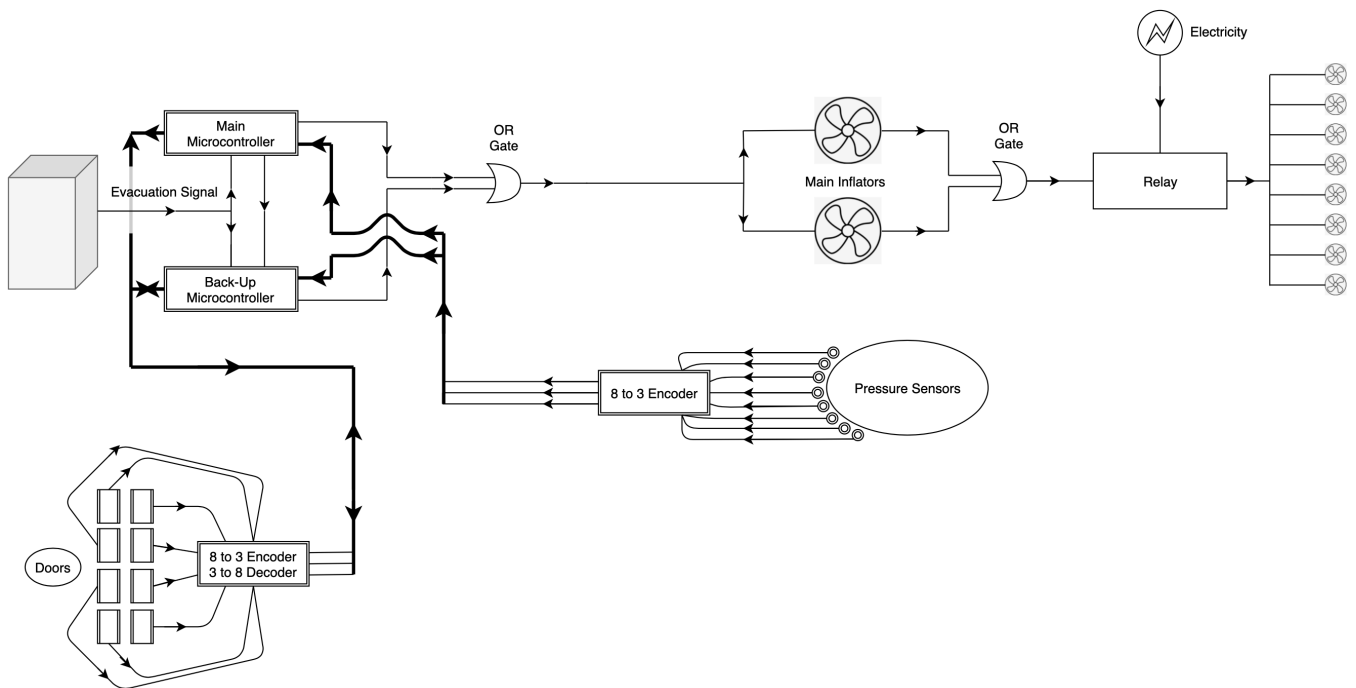 Electricity
Main
Microcontroller
OR
Gate
OR
Gate
Evacuation Signal
Main Inflators
Relay
Back-Up
Microcontroller
8 to 3 Encoder
Pressure Sensors
Doors
8 to 3 Encoder
3 to 8 Decoder